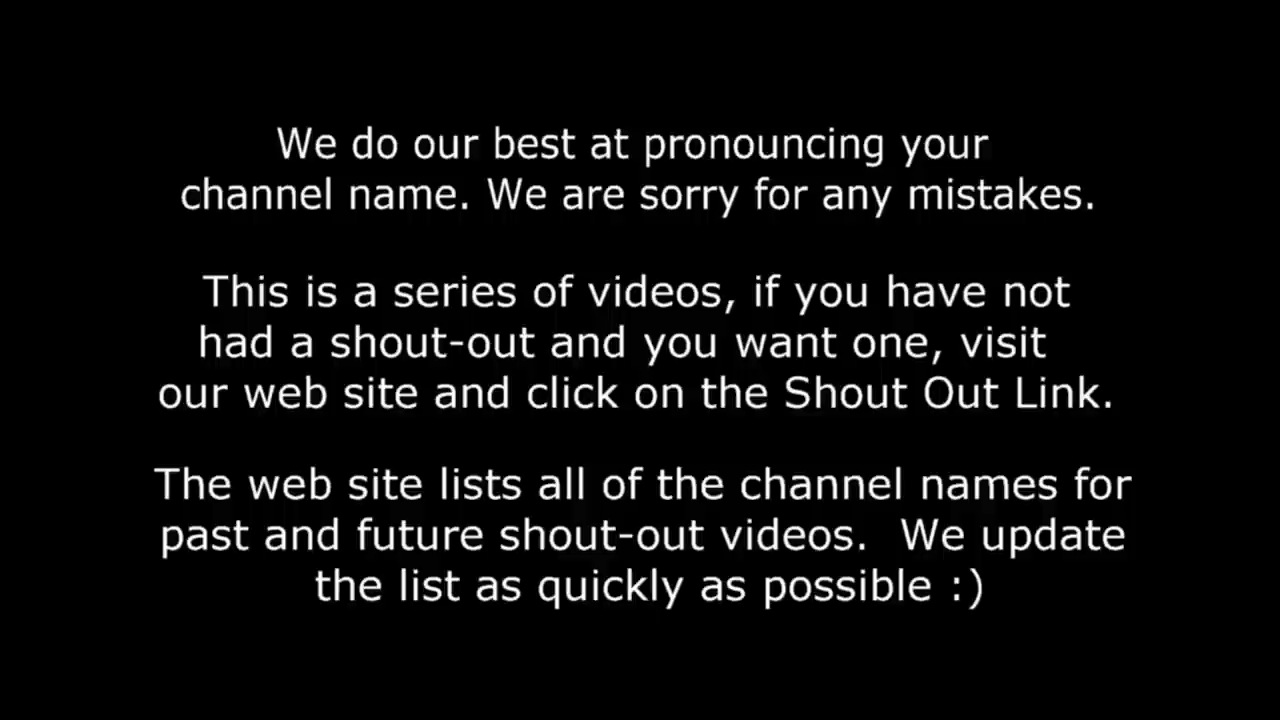 We do our best at pronouncing your
channel name. We are sorry for any mistakes.
This is a series of videos, if you have not
had a shout-out and you want one, visit
our web site and click on the Shout Out Link.
The web site lists all of the channel names for
past and future shout-out videos.  We update
the list as quickly as possible :)